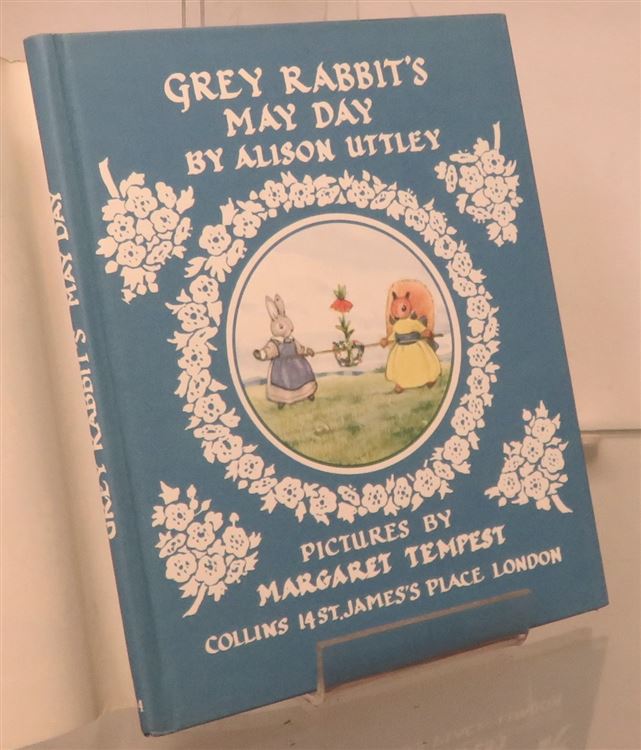 GREY RABBIT'S
MAY DAY
BY ALISON UTTLEY
PICTURES BY
MARGARET TEMPEST
COLLINS 14 ST. JAMES'S PLACE LONDON
GREY RABBIT'S MAY DAY
4